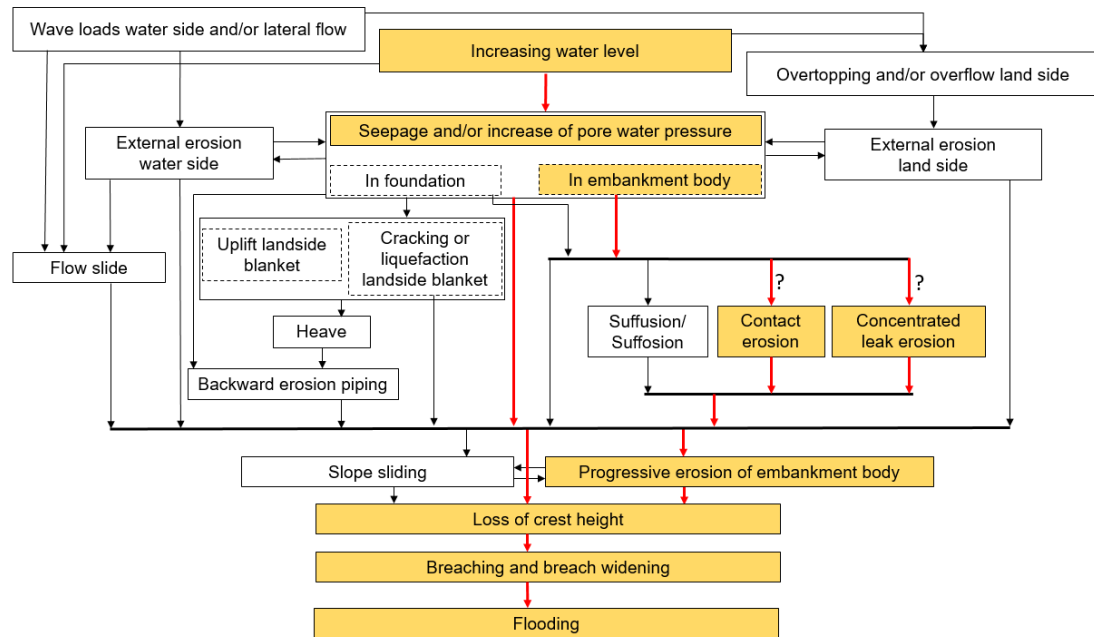 Wave loads water side and/or lateral flow
Increasing water level
Overtopping and/or overflow land side
Seepage and/or increase of pore water pressure
External erosion
water side
External erosion
land side
In foundation
In embankment body
Uplift landside
blanket
Cracking or
liquefaction
landside blanket
Flow slide
?
?
Suffusion/
Suffosion
Contact
erosion
Concentrated
leak erosion
Heave
Backward erosion piping
Slope sliding
Progressive erosion of embankment body
Loss of crest height
Breaching and breach widening
Flooding